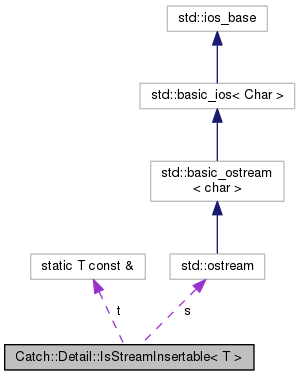 std::ios_base
std::basic_ios< Char >
std::basic_ostream
< char >
static T const &
std::ostream
t
s
Catch::Detail::IsStreamInsertable< T >